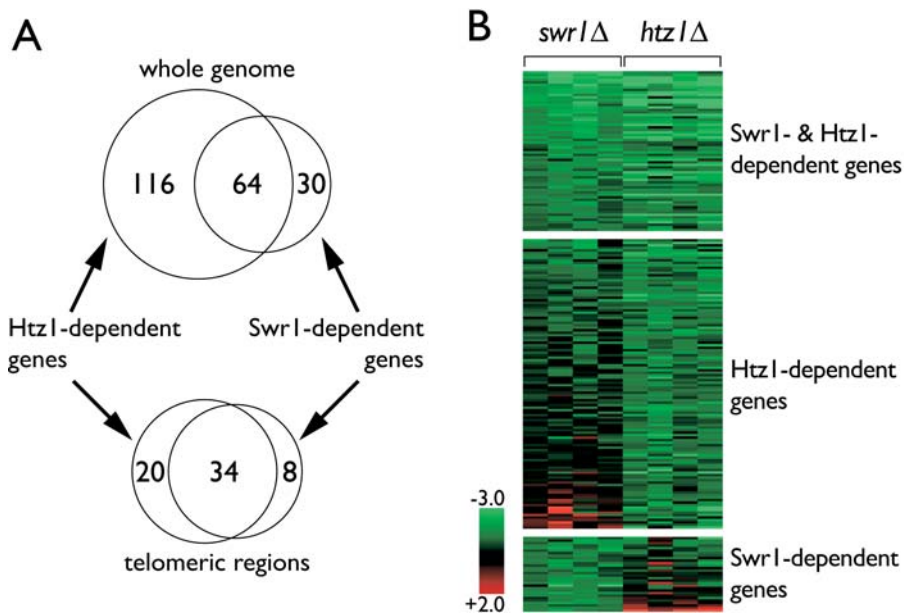 A
whole genome
116
64
30
Htz1-dependent
genes
Swr1-dependent
genes
20
34
8
telomeric regions
B
swr1Δ
htz1Δ
Swr1- & Htz1-
dependent genes
Htz1-dependent
genes
-3.0
+2.0
Swr1-dependent
genes